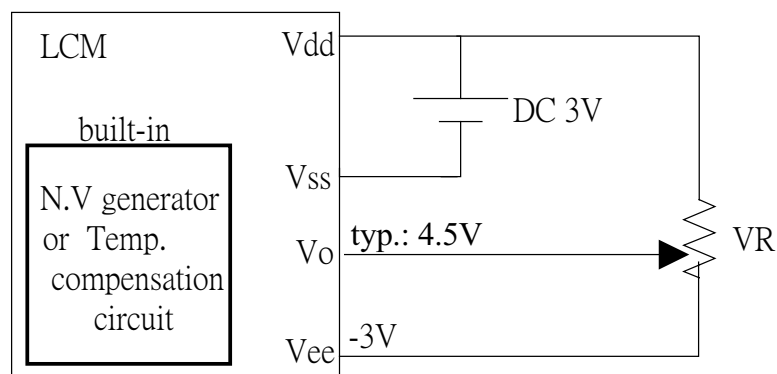 LCM
Vdd
DC 3V
built-in
Vss
N.V generator
or Temp.
compensation
circuit
Vo
typ.: 4.5V
VR
Vee
-3V